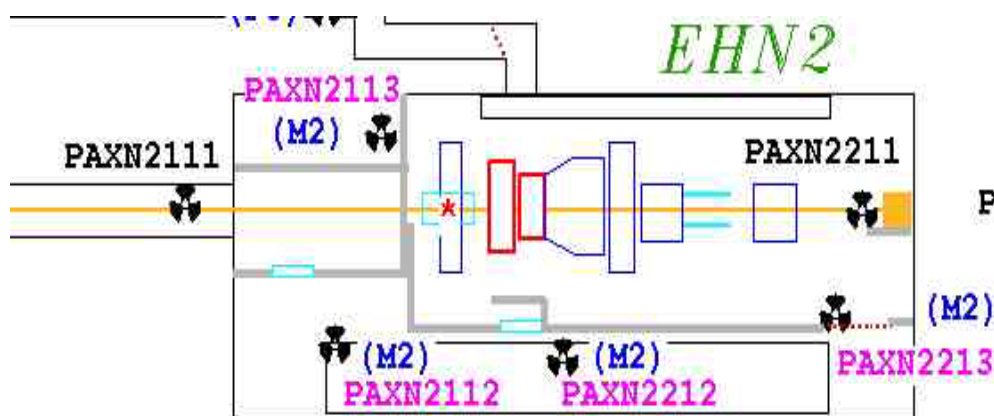 EHN2
PAXN2113
(M2)
PAXN2111
PAXN2211
P
(M2)
(M2)
(M2)
PAXN2213
PAXN2112
PAXN2212